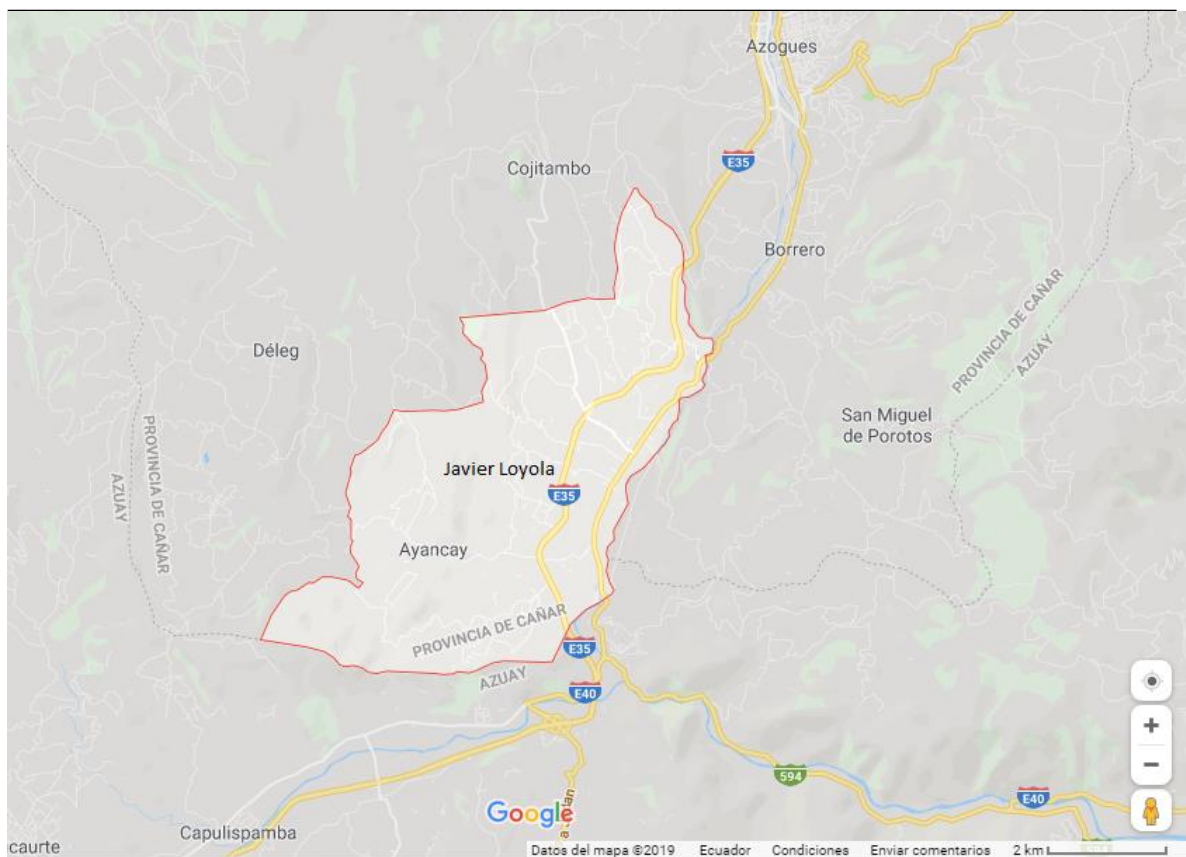 Azogues
E35
Cojitambo
Borrero
Déleg
PROVINCIA DE CAÑAR
AZUAY
San Miguel
de Porotos
PROVINCIA DE CAÑAR
AZUAY
Javier Loyola
E35
Ayancay
PROVINCIA DE CAÑAR
AZUAY
E35
E40
594
E40
Google
Capulispamba
caurte
Datos del mapa ©2019 Ecuador Condiciones Enviar comentarios 2 km